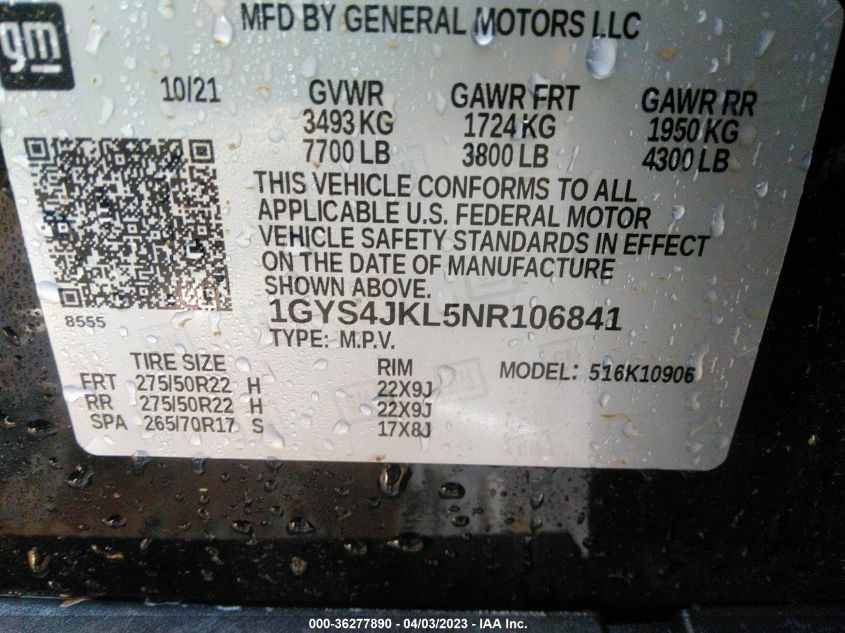 MFD BY GENERAL MOTORS LLC
gm
10/21 GVWR GAWR FRT GAWR RR
3493 KG 1724 KG 1950 KG
7700 LB 3800 LB 4300 LB
THIS VEHICLE CONFORMS TO ALL
APPLICABLE U.S. FEDERAL MOTOR
VEHICLE SAFETY STANDARDS IN EFFECT
ON THE DATE OF MANUFACTURE
SHOWN ABOVE.
8555
1GYS4JKL5NR106841
TYPE: M.P.V.
TIRE SIZE RIM MODEL: 516K10906
FRT 275/50R22 H 22X9J
RR 275/50R22 H 22X9J
SPA 265/70R17 S 17X8J
000-36277890 - 04/03/2023 - IAA Inc.